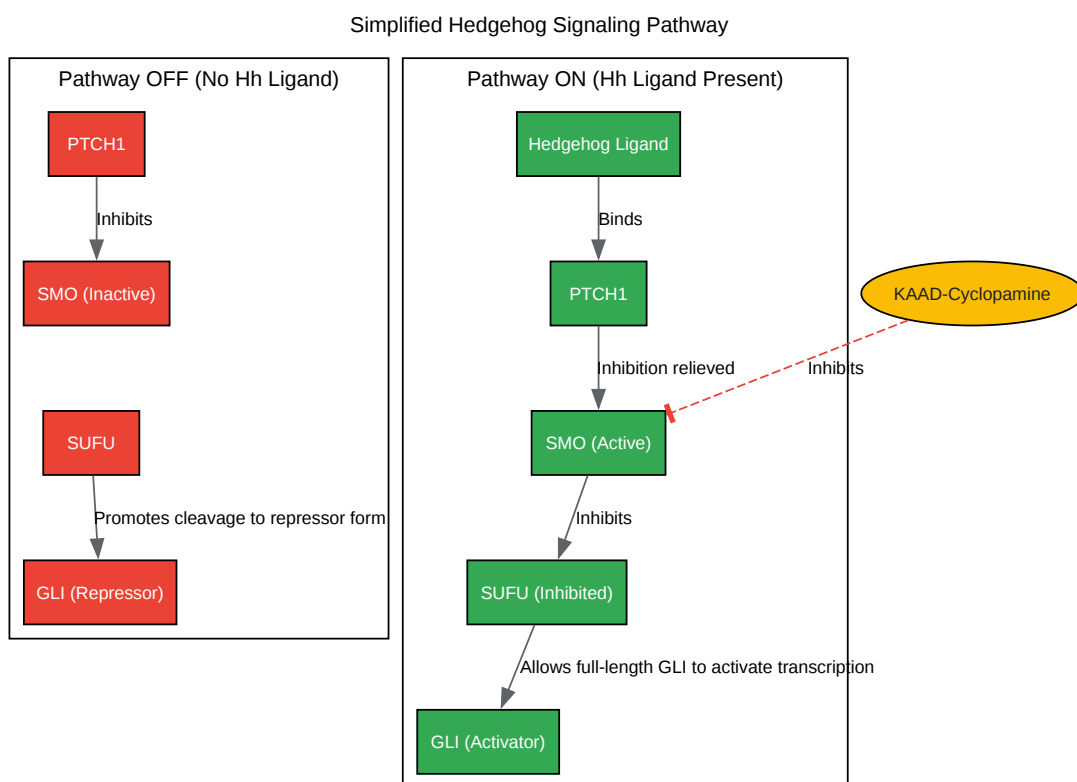 Simplified Hedgehog Signaling Pathway
Pathway OFF (No Hh Ligand)
PTCH1
Inhibits
SMO (Inactive)
SUFU
Promotes cleavage to repressor form
GLI (Repressor)
Pathway ON (Hh Ligand Present)
Hedgehog Ligand
Binds
PTCH1
Inhibition relieved
SMO (Active)
Inhibits
SUFU (Inhibited)
Allows full-length GLI to activate transcription
GLI (Activator)
KAAD-Cyclopamine
Inhibits